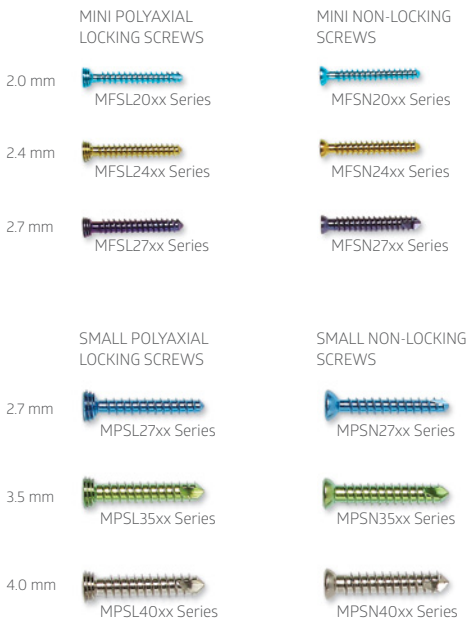 MINI POLYAXIAL
LOCKING SCREWS
MINI NON-LOCKING
SCREWS
2.0 mm
MFSL20xx Series
MFSN20xx Series
2.4 mm
MFSL24xx Series
MFSN24xx Series
2.7 mm
MFSL27xx Series
MFSN27xx Series
SMALL POLYAXIAL
LOCKING SCREWS
SMALL NON-LOCKING
SCREWS
2.7 mm
MPSL27xx Series
MPSN27xx Series
3.5 mm
MPSL35xx Series
MPSN35xx Series
4.0 mm
MPSL40xx Series
MPSN40xx Series